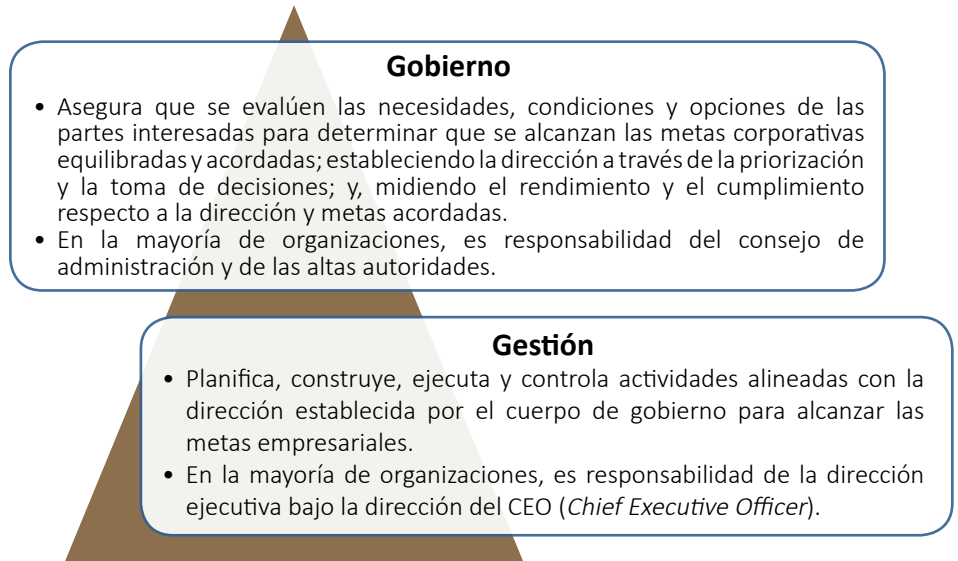 Gobierno
• Asegura que se evalúen las necesidades, condiciones y opciones de las
partes interesadas para determinar que se alcanzan las metas corporativas
equilibradas y acordadas; estableciendo la dirección a través de la priorización
y la toma de decisiones; y, midiendo el rendimiento y el cumplimiento
respecto a la dirección y metas acordadas.
• En la mayoría de organizaciones, es responsabilidad del consejo de
administración y de las altas autoridades.
Gestión
• Planifica, construye, ejecuta y controla actividades alineadas con la
dirección establecida por el cuerpo de gobierno para alcanzar las
metas empresariales.
• En la mayoría de organizaciones, es responsabilidad de la dirección
ejecutiva bajo la dirección del CEO (Chief Executive Officer).